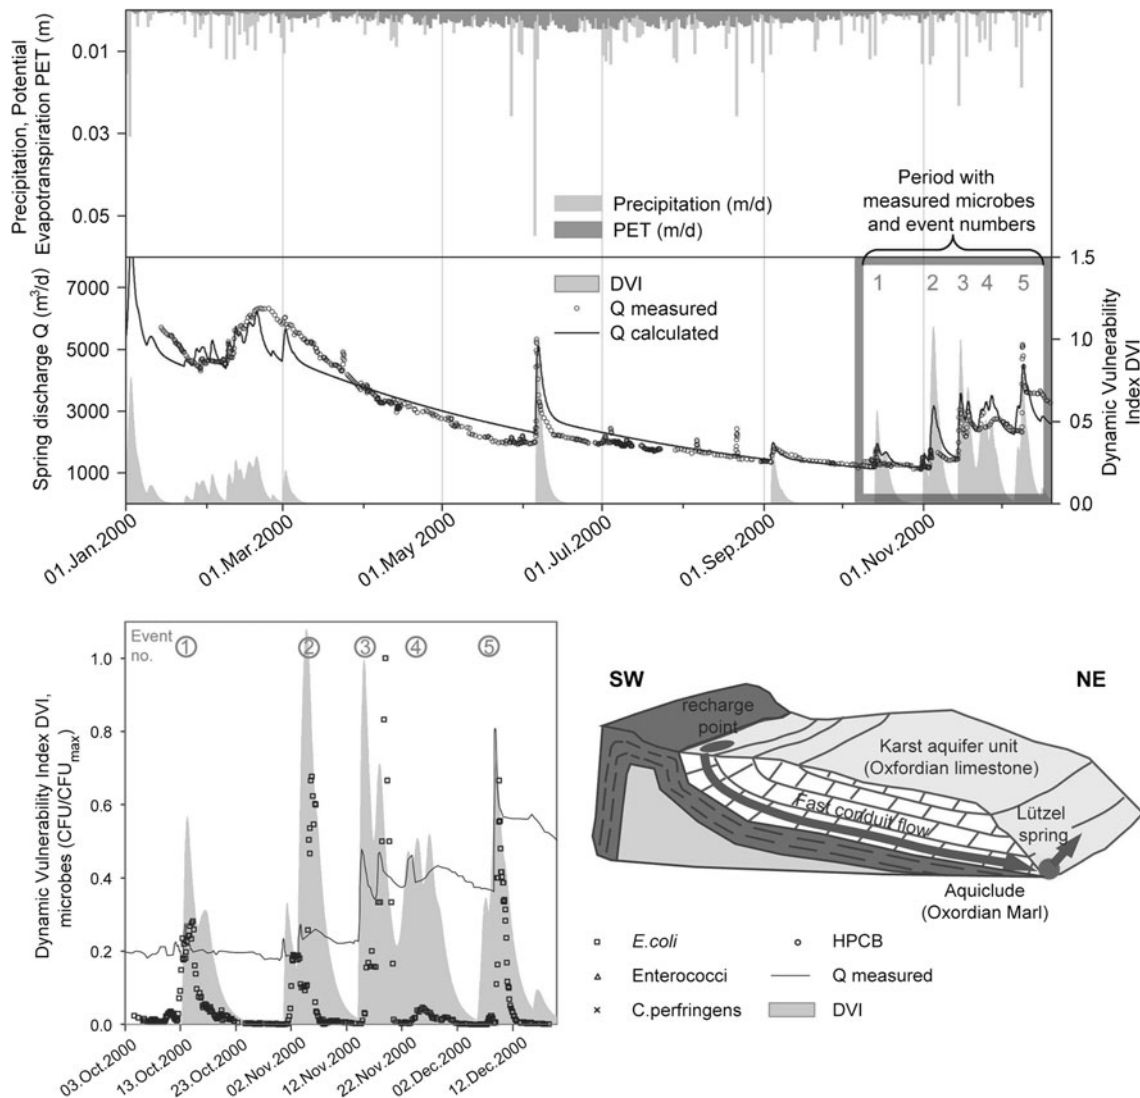 Precipitation, Potential
Evapotranspiration PET (m)
0.01
0.03
0.05
Precipitation (m/d)
PET (m/d)
Period with
measured microbes
and event numbers
Spring discharge Q (m³/d)
7000
5000
3000
1000
DVI
Q measured
Q calculated
1 2 3 4 5
1.5
1.0
0.5
0.0
Dynamic Vulnerability
Index DVI
01.Jan.2000
01.Mar.2000
01.May.2000
01.Jul.2000
01.Sep.2000
01.Nov.2000
Dynamic Vulnerability Index DVI,
microbes (CFU/CFUmax)
Event
no.
1 2 3 4 5
1.0
0.8
0.6
0.4
0.2
0.0
03.Oct.2000
13.Oct.2000
23.Oct.2000
02.Nov.2000
12.Nov.2000
22.Nov.2000
02.Dec.2000
12.Dec.2000
SW
NE
recharge
point
Karst aquifer unit
(Oxfordian limestone)
Fast conduit flow
Lützel
spring
Aquiclude
(Oxordian Marl)
E.coli
HPCB
Enterococci
Q measured
C.perfringens
DVI